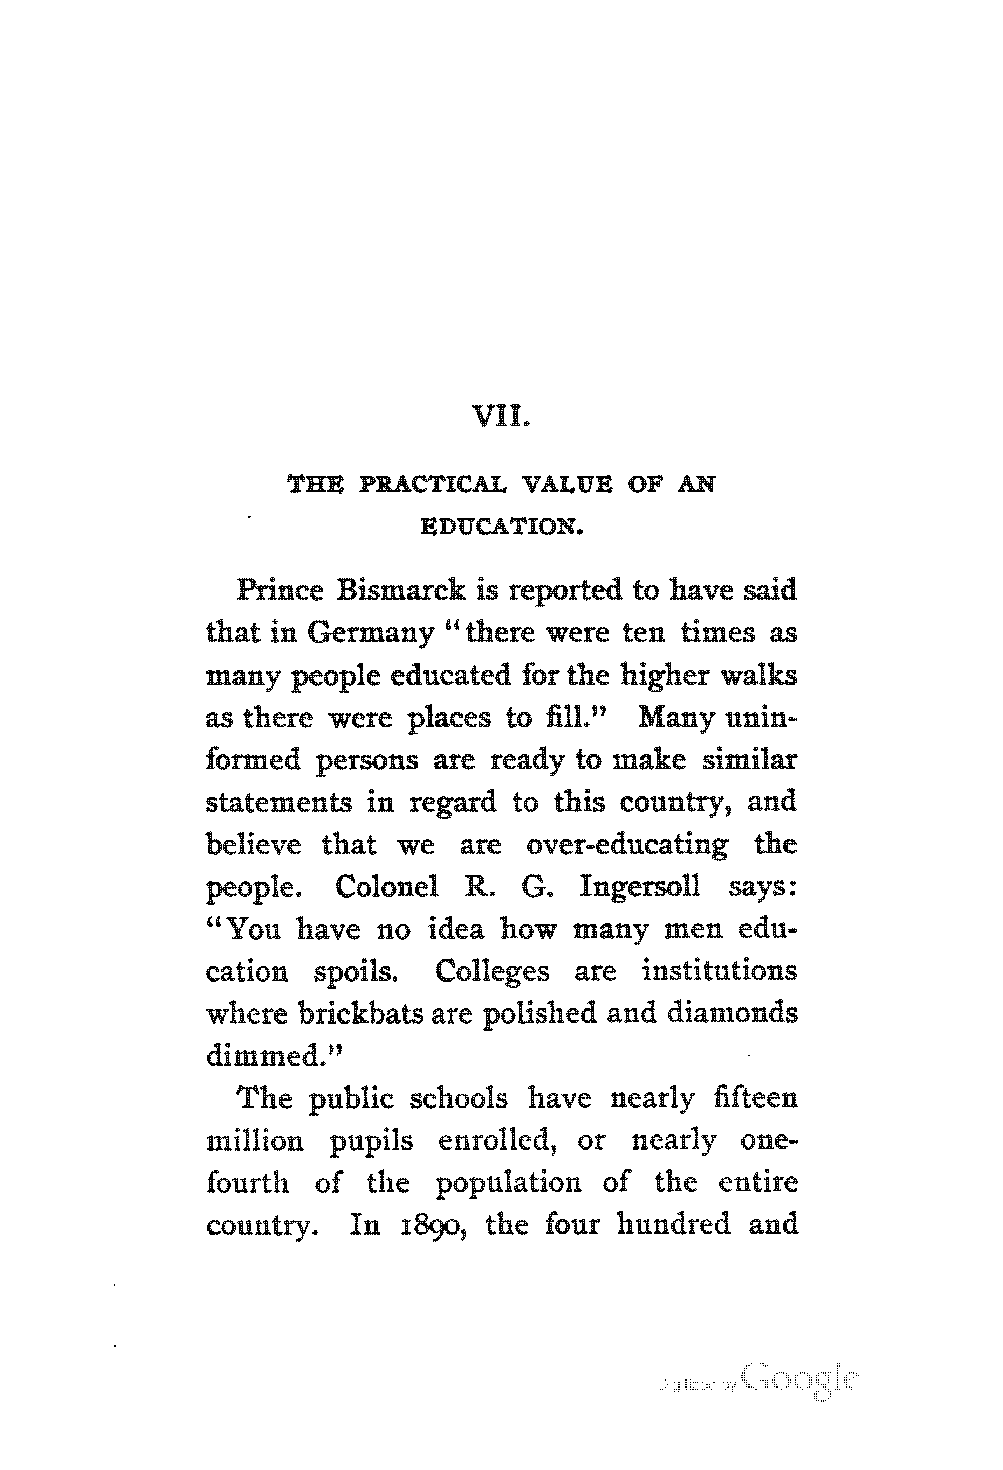 VII.
THE PRACTICAL VALUE OF AN
EDUCATION.
Prince Bismarck is reported to have said
that in Germany “there were ten times as
many people educated for the higher walks
as there were places to fill.” Many unin-
formed persons are ready to make similar
statements in regard to this country, and
believe that we are over-educating the
people. Colonel R. G. Ingersoll says:
“You have no idea how many men edu-
cation spoils. Colleges are institutions
where brickbats are polished and diamonds
dimmed.”
The public schools have nearly fifteen
million pupils enrolled, or nearly one-
fourth of the population of the entire
country. In 1890, the four hundred and
Digitized by Google